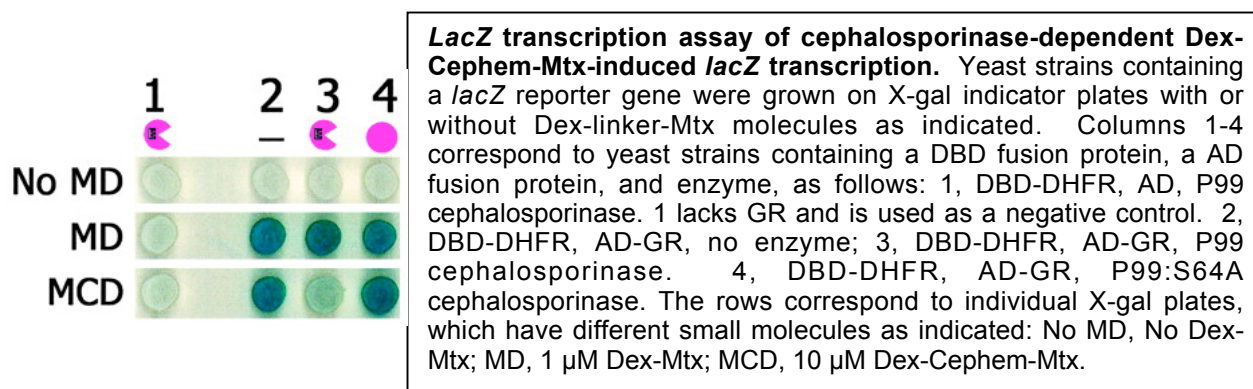 1 2 3 4
–
No MD
MD
MCD
LacZ transcription assay of cephalosporinase-dependent Dex-
Cephem-Mtx-induced lacZ transcription. Yeast strains containing
a lacZ reporter gene were grown on X-gal indicator plates with or
without Dex-linker-Mtx molecules as indicated. Columns 1-4
correspond to yeast strains containing a DBD fusion protein, a AD
fusion protein, and enzyme, as follows: 1, DBD-DHFR, AD, P99
cephalosporinase. 1 lacks GR and is used as a negative control. 2,
DBD-DHFR, AD-GR, no enzyme; 3, DBD-DHFR, AD-GR, P99
cephalosporinase. 4, DBD-DHFR, AD-GR, P99:S64A
cephalosporinase. The rows correspond to individual X-gal plates,
which have different small molecules as indicated: No MD, No Dex-
Mtx; MD, 1 µM Dex-Mtx; MCD, 10 µM Dex-Cephem-Mtx.